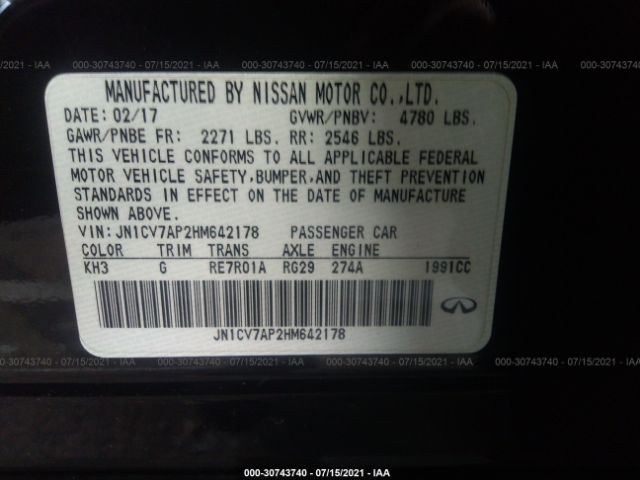 000-30743740 - 07/15/2021 - IAA
MANUFACTURED BY NISSAN MOTOR CO.,LTD.
DATE: 02/17 GVWR/PNBV: 4780 LBS.
GAWR/PNBE FR: 2271 LBS. RR: 2546 LBS.
THIS VEHICLE CONFORMS TO ALL APPLICABLE FEDERAL
MOTOR VEHICLE SAFETY, BUMPER, AND THEFT PREVENTION
STANDARDS IN EFFECT ON THE DATE OF MANUFACTURE
SHOWN ABOVE.
VIN: JN1CV7AP2HM642178 PASSENGER CAR
COLOR TRIM TRANS AXLE ENGINE
KH3 G RE7R01A RG29 274A 1991CC
JN1CV7AP2HM642178
000-30743740 - 07/15/2021 - IAA